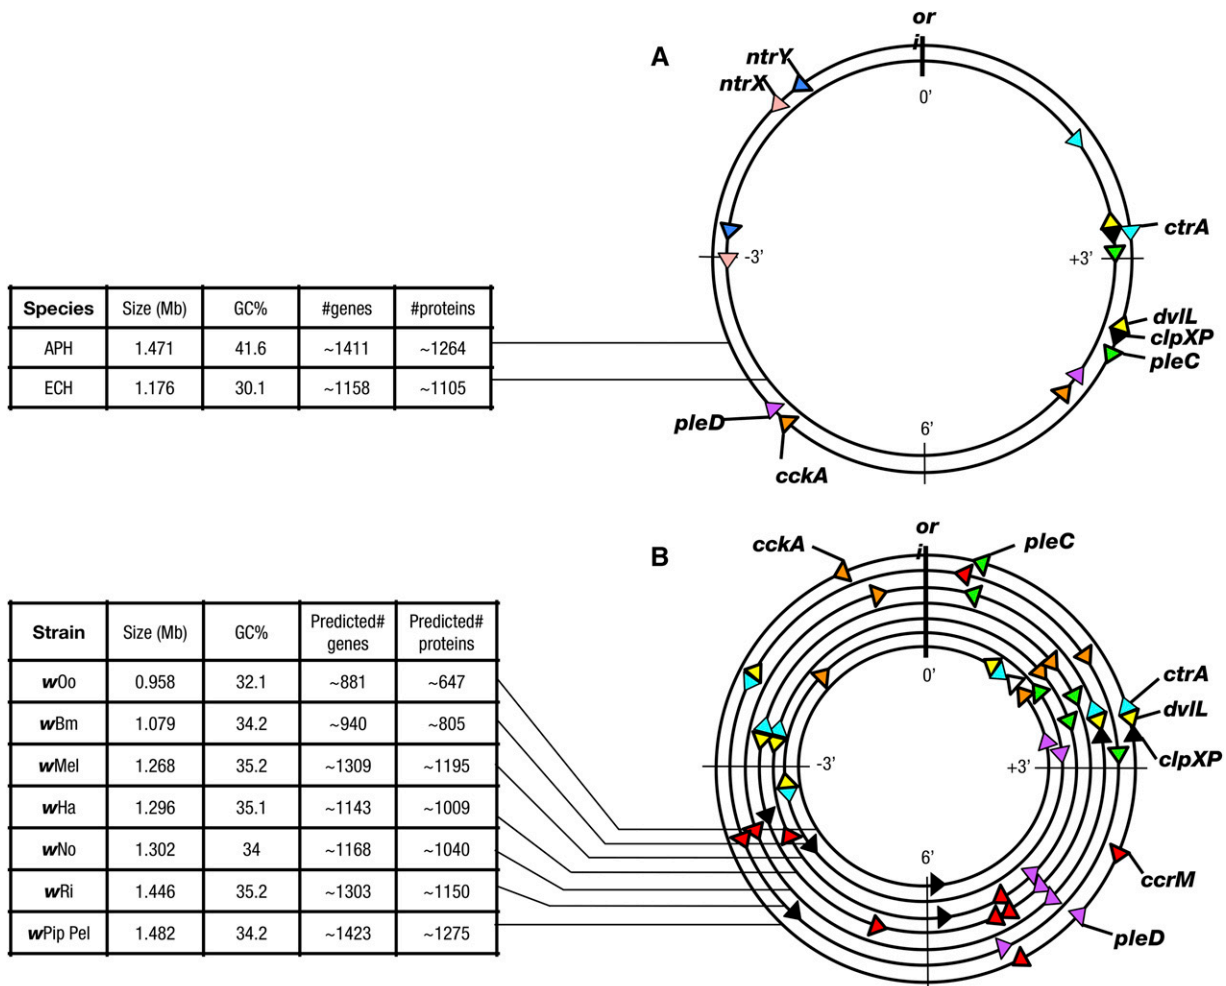 or
i
A
ntrY
ntrX
0'
ctrA
-3'
+3'
dvlL
clpXP
pleC
Species Size (Mb) GC% #genes #proteins
APH 1.471 41.6 ~1411 ~1264
ECH 1.176 30.1 ~1158 ~1105
pleD
6'
cckA
or
i
B
cckA
pleC
Strain Size (Mb) GC% Predicted# genes Predicted# proteins
wOo 0.958 32.1 ~881 ~647
wBm 1.079 34.2 ~940 ~805
wMel 1.268 35.2 ~1309 ~1195
wHa 1.296 35.1 ~1143 ~1009
wNo 1.302 34 ~1168 ~1040
wRi 1.446 35.2 ~1303 ~1150
wPip Pel 1.482 34.2 ~1423 ~1275
0'
ctrA
dvlL
clpXP
-3'
+3'
6'
ccrM
pleD